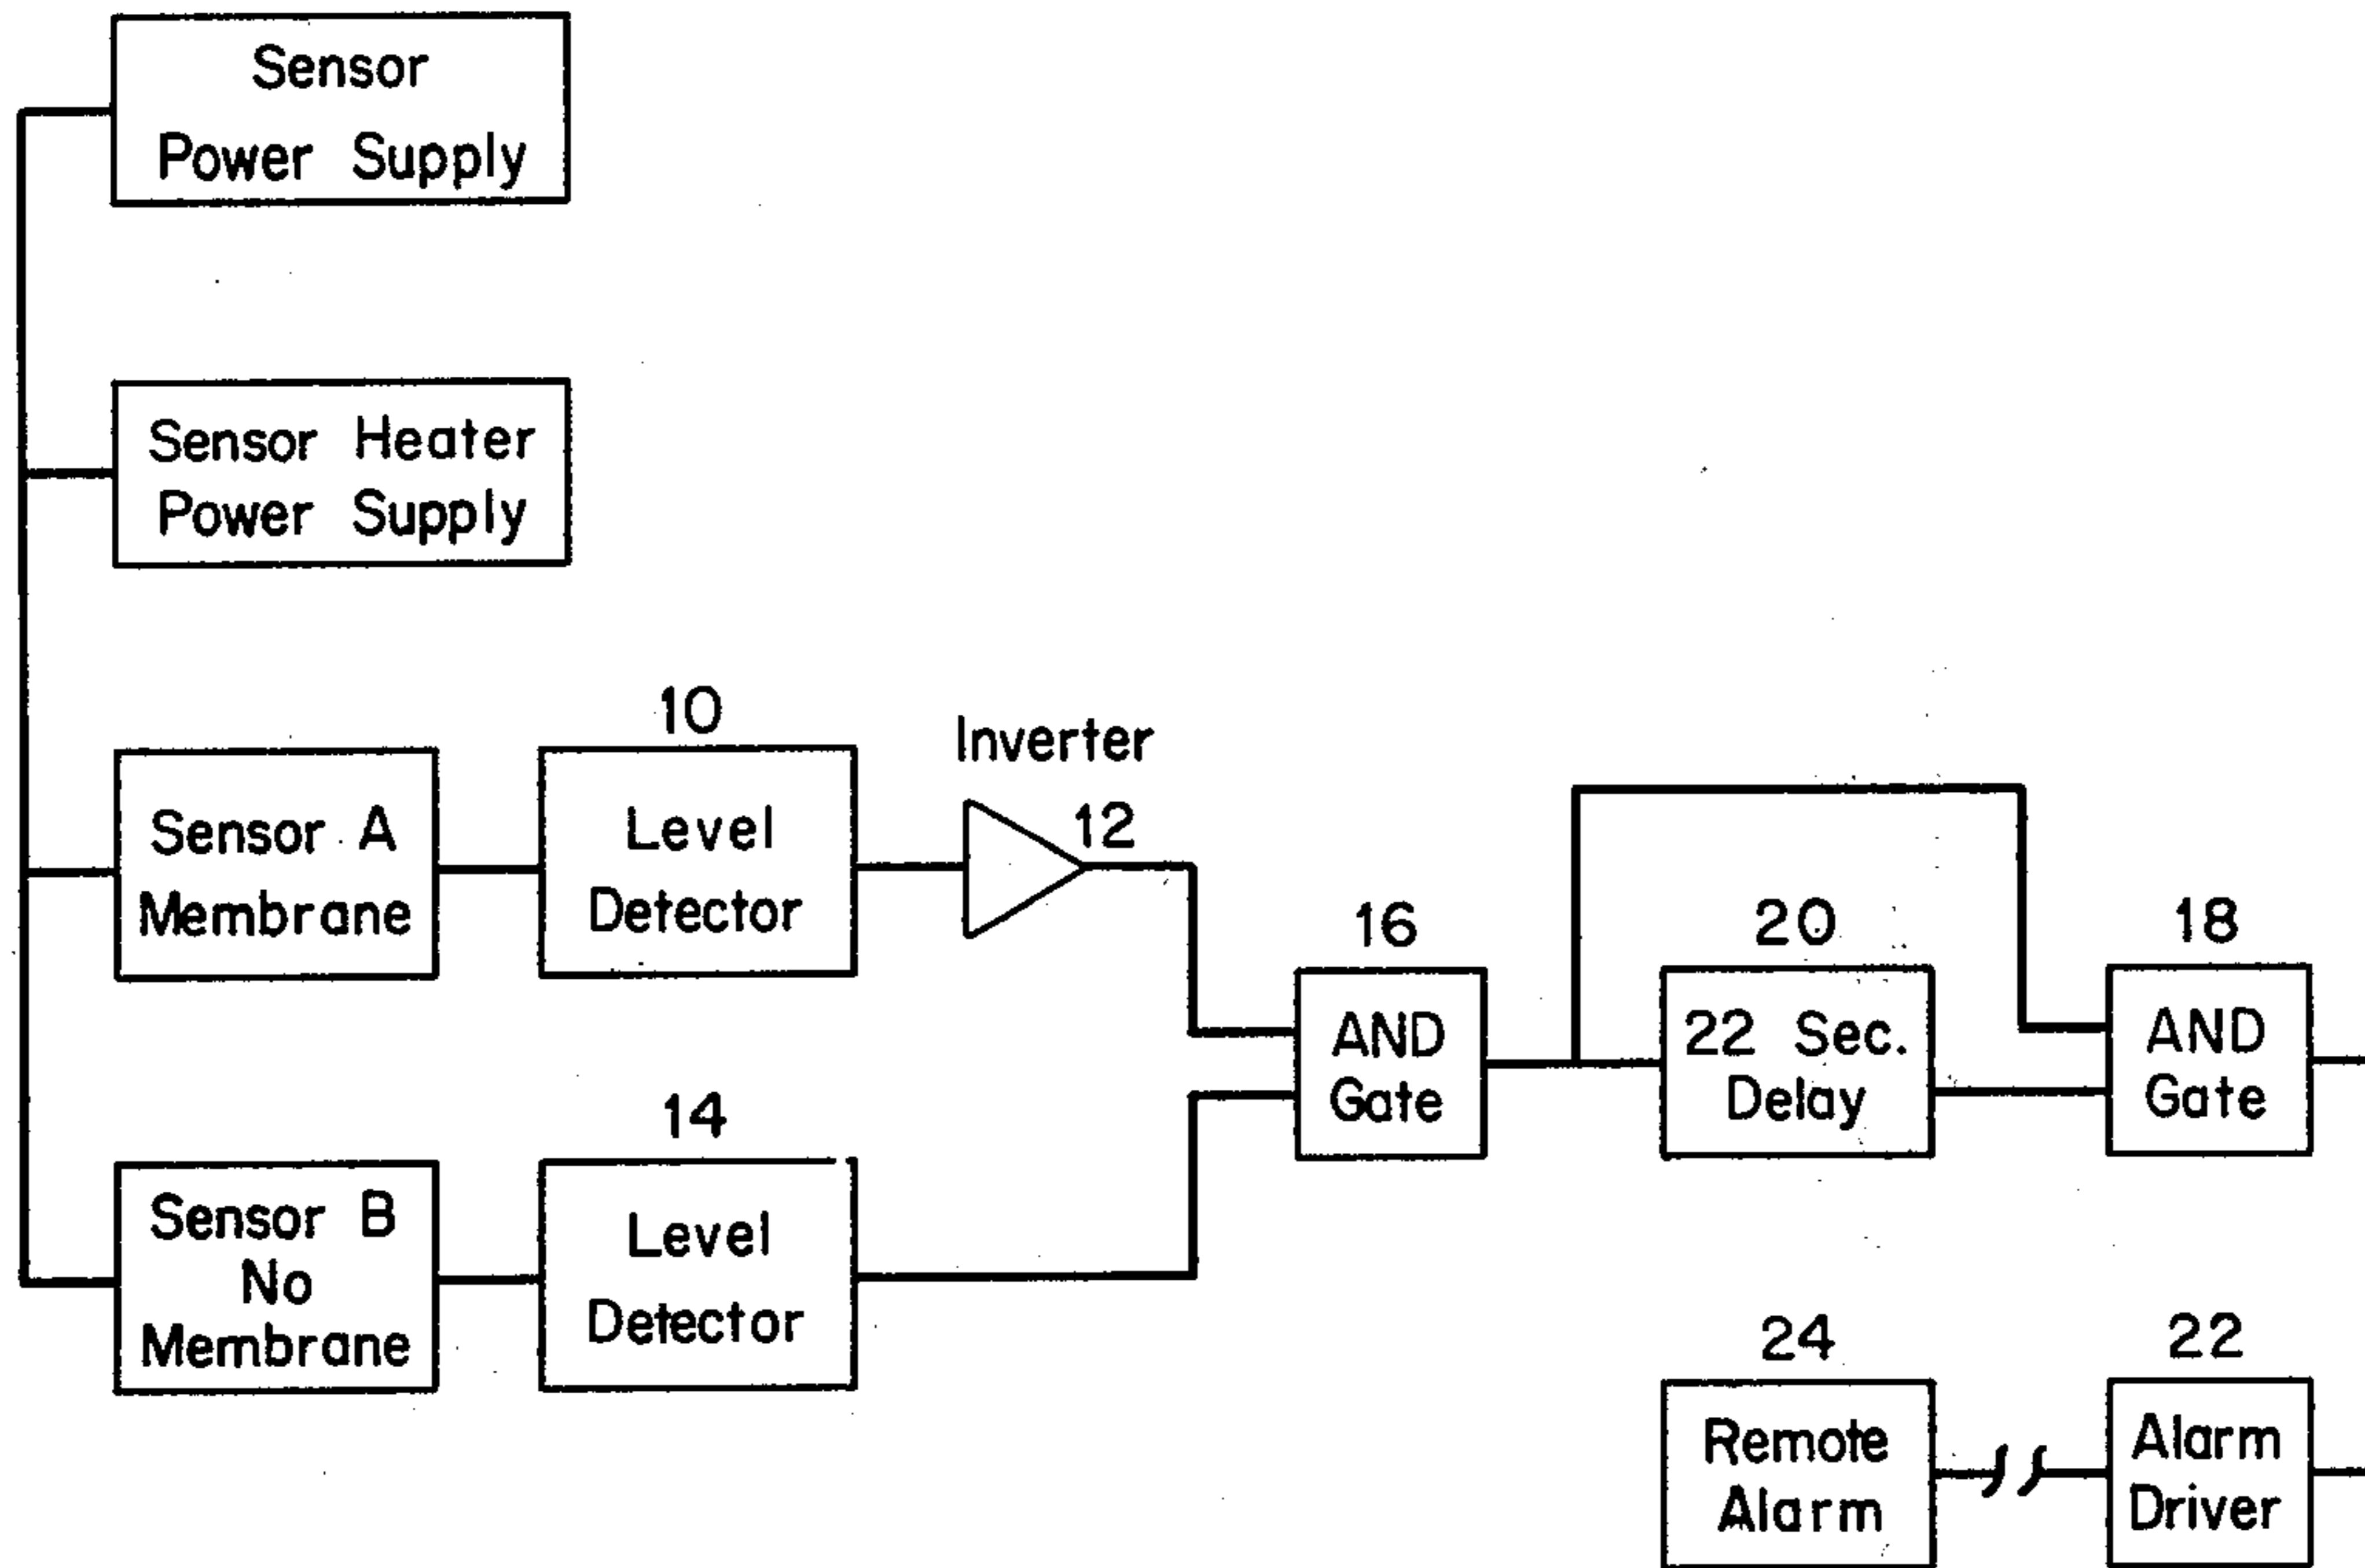 Sensor
Power Supply
Sensor Heater
Power Supply
10
Inverter
12
Sensor A
Membrane
Level
Detector
16
20
18
AND
Gate
22 Sec.
Delay
AND
Gate
14
Sensor B
No
Membrane
Level
Detector
24
22
Remote
Alarm
Alarm
Driver